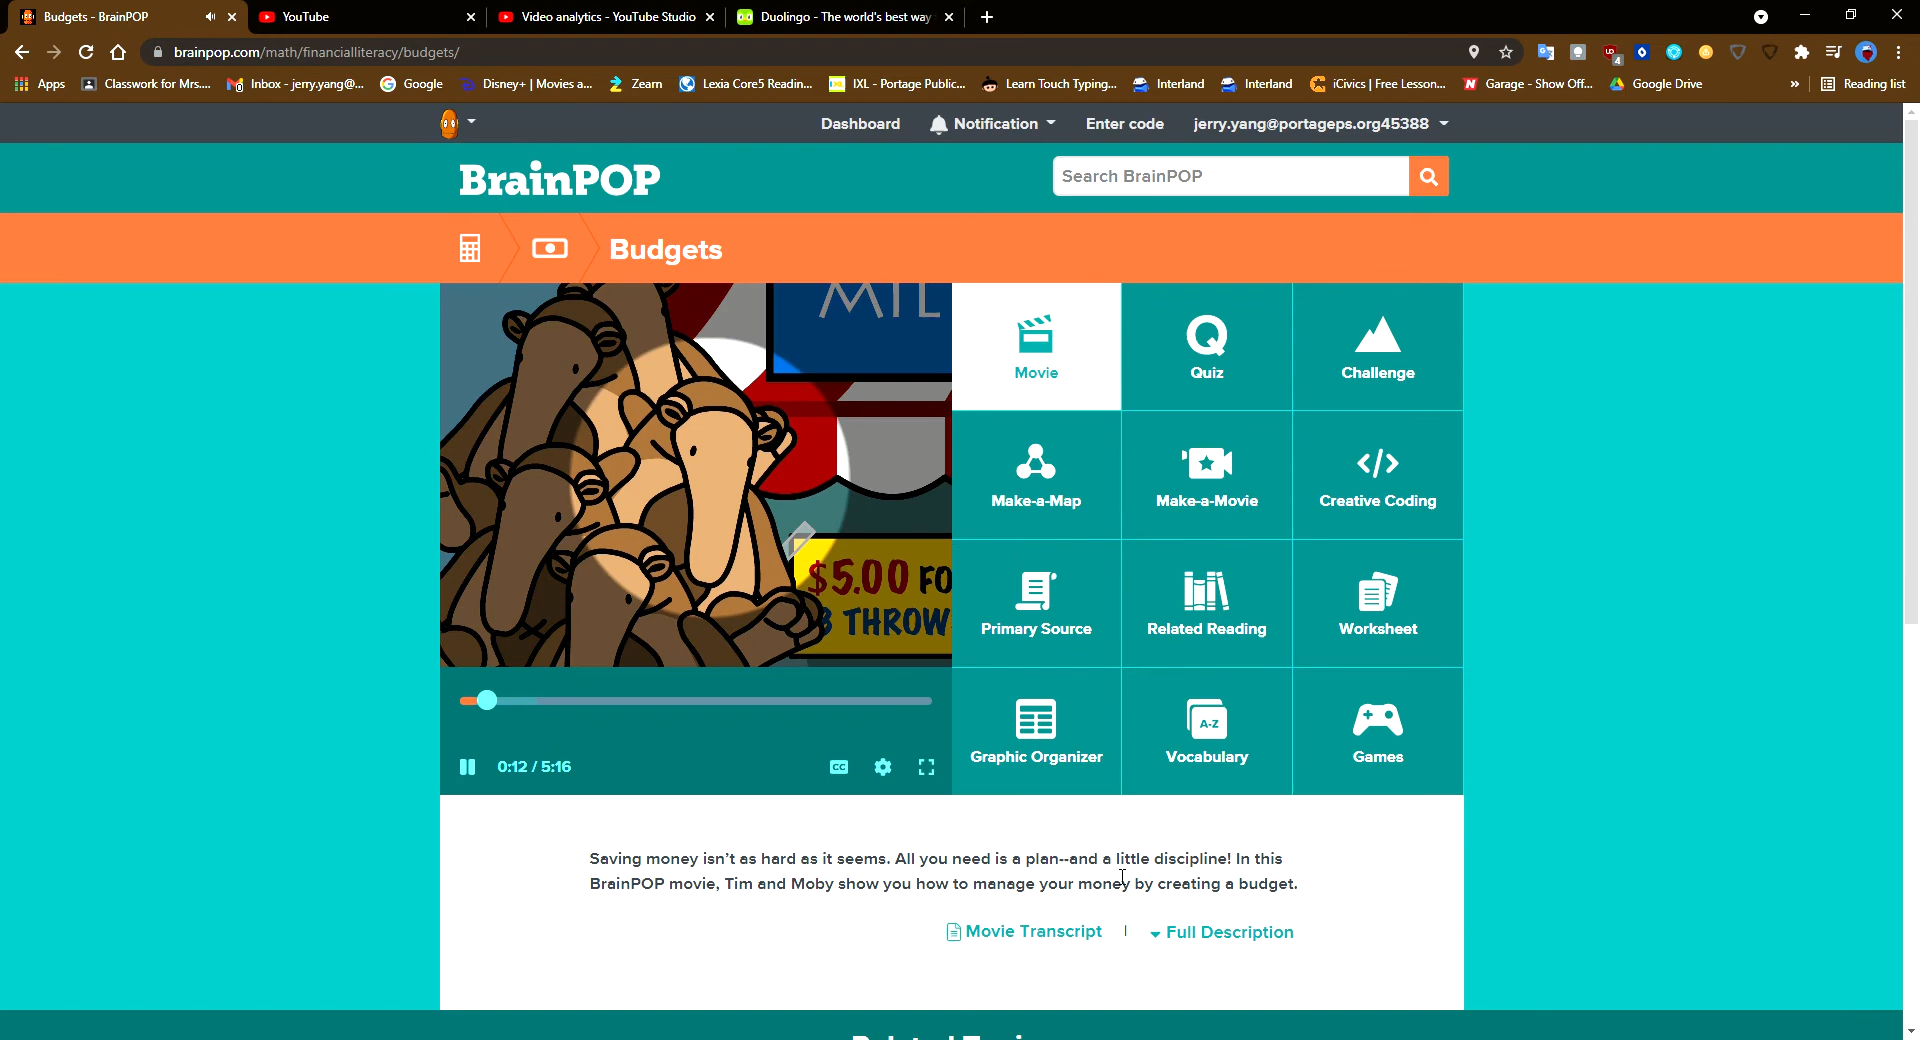 Budgets - BrainPOP
YouTube
Video analytics - YouTube Studio
Duolingo - The world's best way
brainpop.com/math/financialliteracy/budgets/
4
Apps
Classwork for Mrs....
Inbox - jerry.yang@...
Google
Disney+ | Movies a...
Zearn
Lexia Core5 Readin...
IXL - Portage Public...
Learn Touch Typing...
Interland
Interland
iCivics | Free Lesson...
Garage - Show Off...
Google Drive
»
Reading list
Dashboard
Notification
Enter code
jerry.yang@portageps.org45388
BrainPOP
Search BrainPOP
Budgets
MIL
$5.00 FO
3 THROW
Movie
Quiz
Challenge
Make-a-Map
Make-a-Movie
Creative Coding
Primary Source
Related Reading
Worksheet
Graphic Organizer
A-Z
Vocabulary
Games
0:12 / 5:16
CC
Saving money isn't as hard as it seems. All you need is a plan--and a little discipline! In this
BrainPOP movie, Tim and Moby show you how to manage your money by creating a budget.
Movie Transcript | Full Description